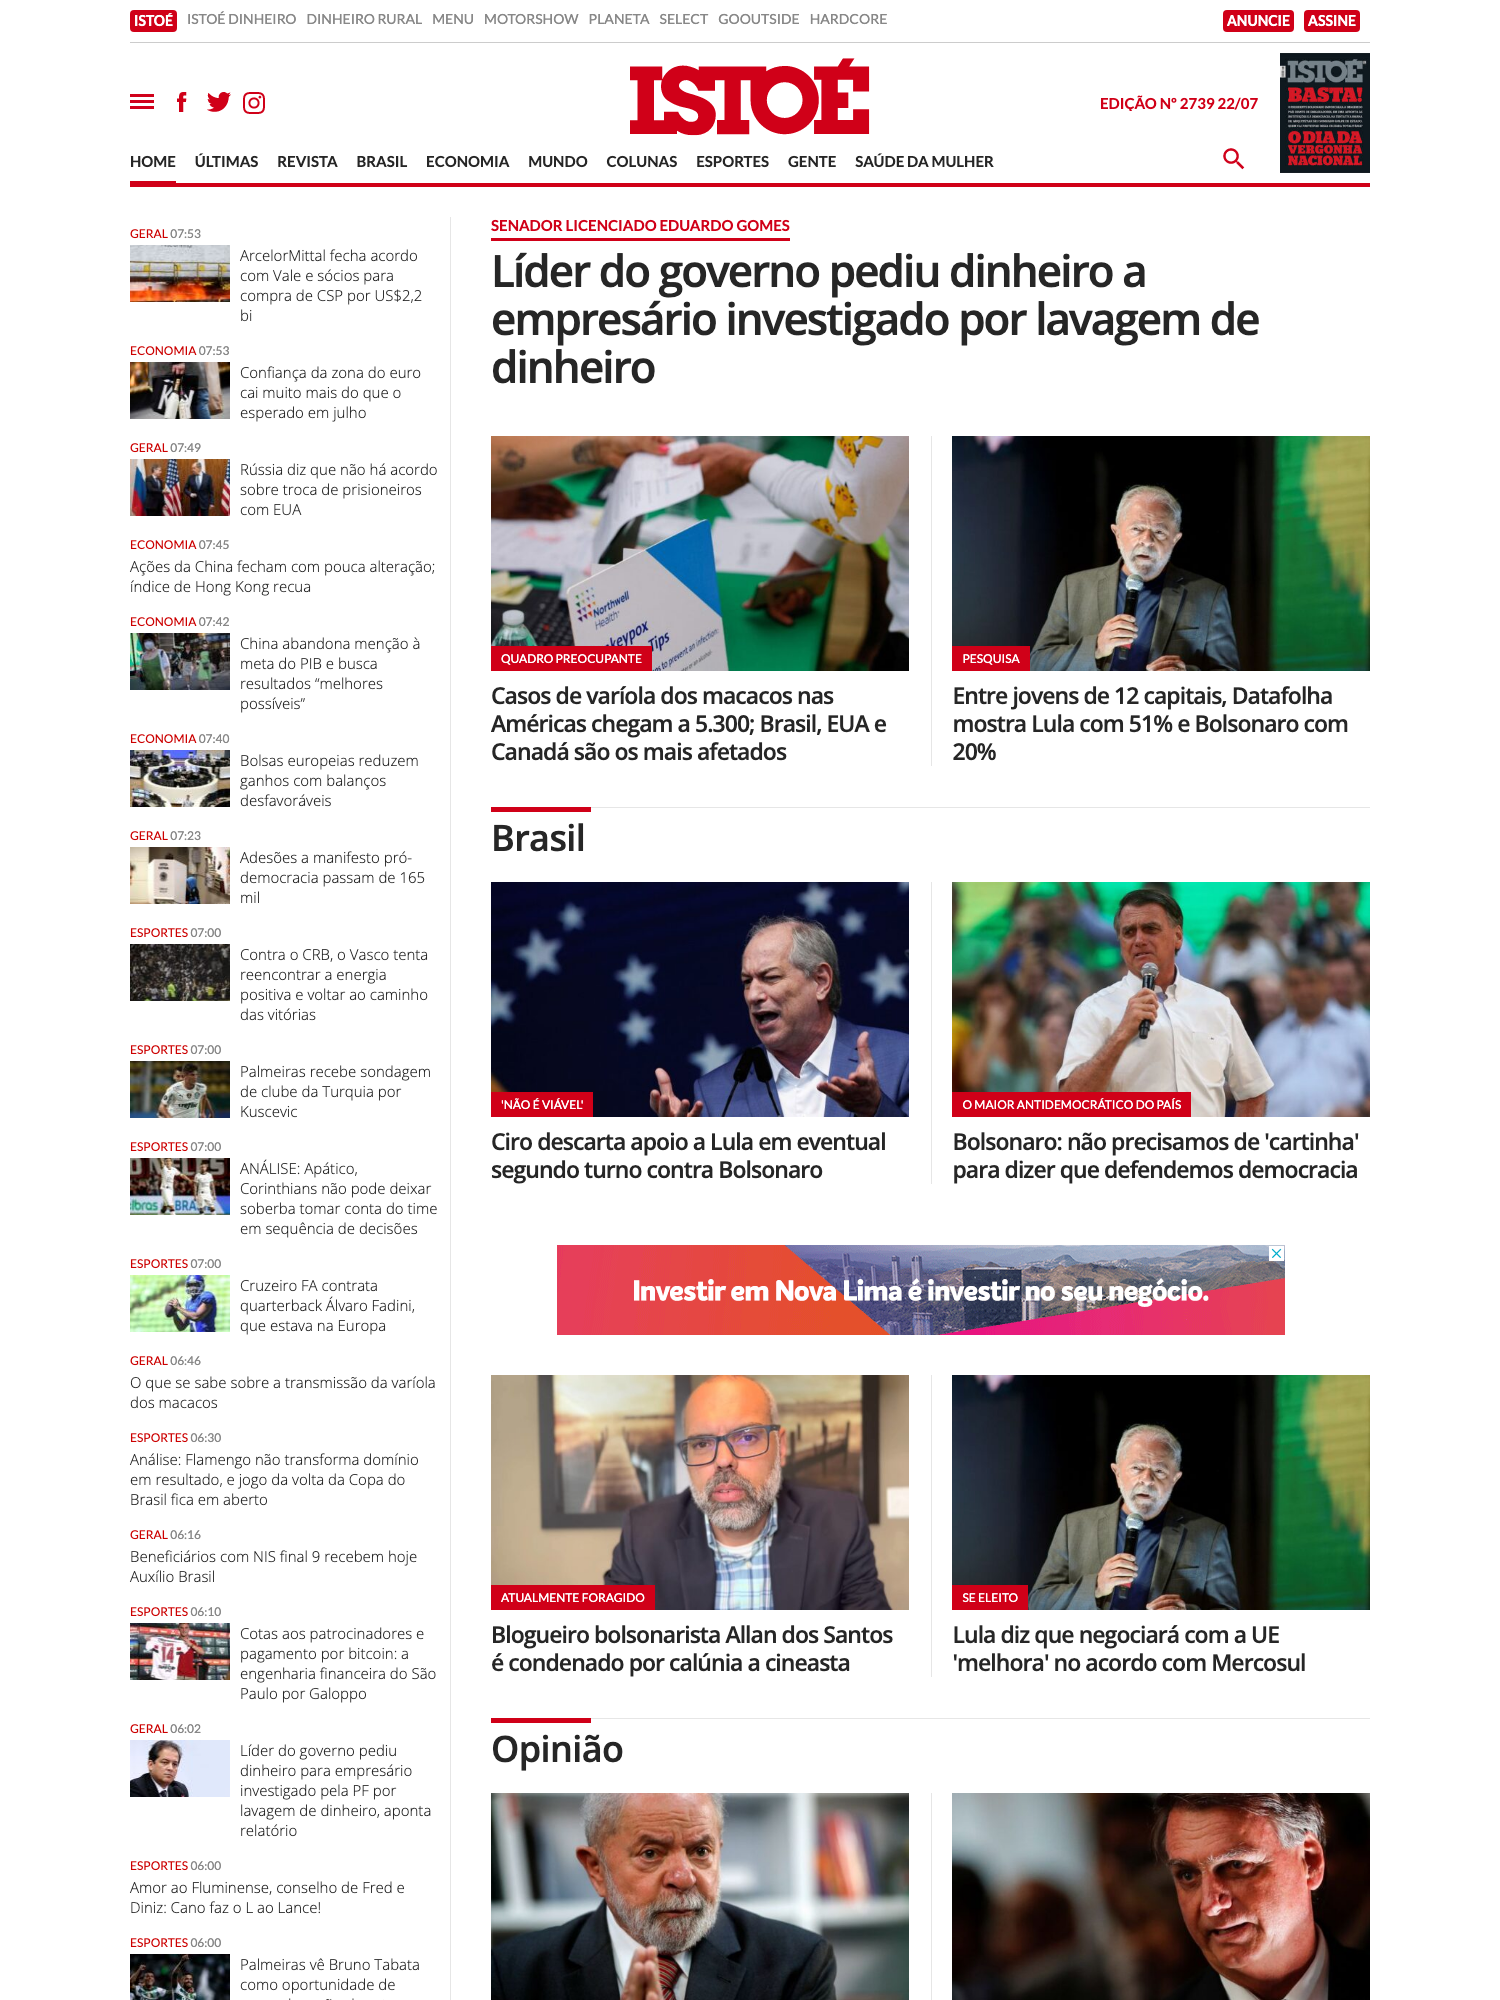 ISTOÉ ISTOÉ DINHEIRO DINHEIRO RURAL MENU MOTORSHOW PLANETA SELECT GOOUTSIDE HARDCORE ANUNCIE ASSINE
ISTOÉ
EDIÇÃO Nº 2739 22/07
ISTOÉ
BASTA!
O DIA DA
VERGONHA
NACIONAL
HOME ÚLTIMAS REVISTA BRASIL ECONOMIA MUNDO COLUNAS ESPORTES GENTE SAÚDE DA MULHER
GERAL 07:53
ArcelorMittal fecha acordo
com Vale e sócios para
compra de CSP por US$2,2
bi
ECONOMIA 07:53
Confiança da zona do euro
cai muito mais do que o
esperado em julho
GERAL 07:49
Rússia diz que não há acordo
sobre troca de prisioneiros
com EUA
ECONOMIA 07:45
Ações da China fecham com pouca alteração;
índice de Hong Kong recua
ECONOMIA 07:42
China abandona menção à
meta do PIB e busca
resultados “melhores
possíveis”
ECONOMIA 07:40
Bolsas europeias reduzem
ganhos com balanços
desfavoráveis
GERAL 07:23
Adesões a manifesto pró-
democracia passam de 165
mil
ESPORTES 07:00
Contra o CRB, o Vasco tenta
reencontrar a energia
positiva e voltar ao caminho
das vitórias
ESPORTES 07:00
Palmeiras recebe sondagem
de clube da Turquia por
Kuscevic
ESPORTES 07:00
ANÁLISE: Apático,
Corinthians não pode deixar
soberba tomar conta do time
em sequência de decisões
ESPORTES 07:00
Cruzeiro FA contrata
quarterback Álvaro Fadini,
que estava na Europa
GERAL 06:46
O que se sabe sobre a transmissão da varíola
dos macacos
ESPORTES 06:30
Análise: Flamengo não transforma domínio
em resultado, e jogo da volta da Copa do
Brasil fica em aberto
GERAL 06:16
Beneficiários com NIS final 9 recebem hoje
Auxílio Brasil
ESPORTES 06:10
14
Cotas aos patrocinadores e
pagamento por bitcoin: a
engenharia financeira do São
Paulo por Galoppo
GERAL 06:02
Líder do governo pediu
dinheiro para empresário
investigado pela PF por
lavagem de dinheiro, aponta
relatório
ESPORTES 06:00
Amor ao Fluminense, conselho de Fred e
Diniz: Cano faz o L ao Lance!
ESPORTES 06:00
Palmeiras vê Bruno Tabata
como oportunidade de
SENADOR LICENCIADO EDUARDO GOMES
Líder do governo pediu dinheiro a
empresário investigado por lavagem de
dinheiro
Northwell
Health
keypox
Tips
QUADRO PREOCUPANTE
Casos de varíola dos macacos nas
Américas chegam a 5.300; Brasil, EUA e
Canadá são os mais afetados
PESQUISA
Entre jovens de 12 capitais, Datafolha
mostra Lula com 51% e Bolsonaro com
20%
Brasil
'NÃO É VIÁVEL'
Ciro descarta apoio a Lula em eventual
segundo turno contra Bolsonaro
O MAIOR ANTIDEMOCRÁTICO DO PAÍS
Bolsonaro: não precisamos de 'cartinha'
para dizer que defendemos democracia
Investir em Nova Lima é investir no seu negócio.
ATUALMENTE FORAGIDO
Blogueiro bolsonarista Allan dos Santos
é condenado por calúnia a cineasta
SE ELEITO
Lula diz que negociará com a UE
'melhora' no acordo com Mercosul
Opinião